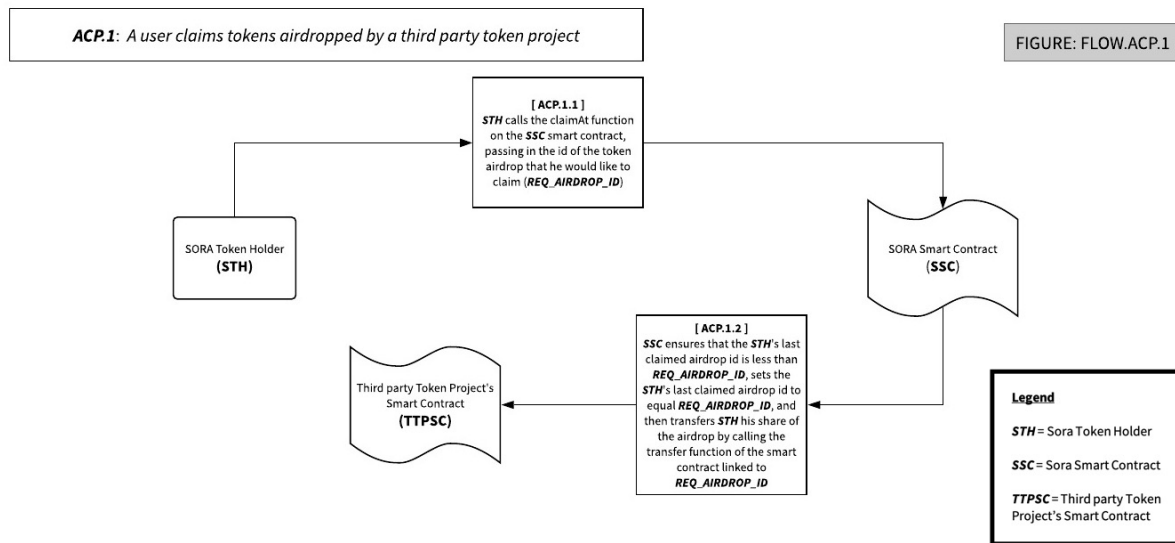 ACP.1: A user claims tokens airdropped by a third party token project
FIGURE: FLOW.ACP.1
[ ACP.1.1 ]
STH calls the claimAt function
on the SSC smart contract,
passing in the id of the token
airdrop that he would like to
claim (REQ_AIRDROP_ID)
SORA Token Holder
(STH)
SORA Smart Contract
(SSC)
[ ACP.1.2 ]
SSC ensures that the STH's last
claimed airdrop id is less than
REQ_AIRDROP_ID, sets the
STH's last claimed airdrop id to
equal REQ_AIRDROP_ID, and
then transfers STH his share of
the airdrop by calling the
transfer function of the smart
contract linked to
REQ_AIRDROP_ID
Third party Token Project's
Smart Contract
(TTPSC)
Legend
STH = Sora Token Holder
SSC = Sora Smart Contract
TTPSC = Third party Token
Project's Smart Contract